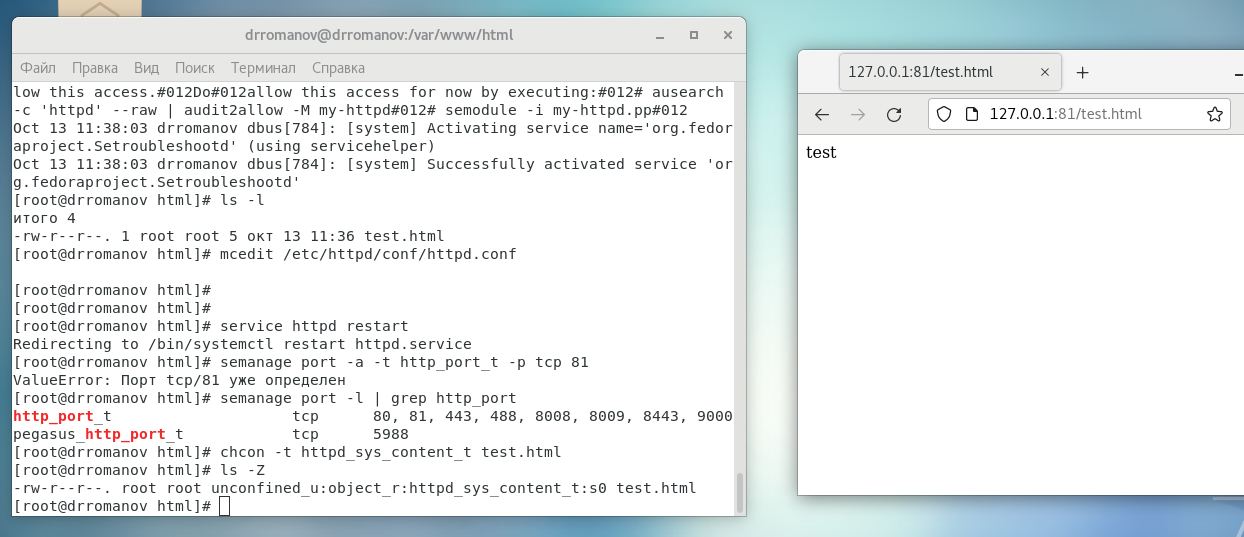 drromanov@drromanov:/var/www/html
Файл Правка Вид Поиск Терминал Справка
low this access.#012Do#012allow this access for now by executing:#012# ausearch
-c 'httpd' --raw | audit2allow -M my-httpd#012# semodule -i my-httpd.pp#012
Oct 13 11:38:03 drromanov dbus[784]: [system] Activating service name='org.fedor
aproject.Setroubleshootd' (using servicehelper)
Oct 13 11:38:03 drromanov dbus[784]: [system] Successfully activated service 'or
g.fedoraproject.Setroubleshootd'
[root@drromanov html]# ls -l
итого 4
-rw-r--r--. 1 root root 5 окт 13 11:36 test.html
[root@drromanov html]# mcedit /etc/httpd/conf/httpd.conf
[root@drromanov html]#
[root@drromanov html]#
[root@drromanov html]# service httpd restart
Redirecting to /bin/systemctl restart httpd.service
[root@drromanov html]# semanage port -a -t http_port_t -p tcp 81
ValueError: Порт tcp/81 уже определен
[root@drromanov html]# semanage port -l | grep http_port
http_port_t tcp 80, 81, 443, 488, 8008, 8009, 8443, 9000
pegasus_http_port_t tcp 5988
[root@drromanov html]# chcon -t httpd_sys_content_t test.html
[root@drromanov html]# ls -Z
-rw-r--r--. root root unconfined_u:object_r:httpd_sys_content_t:s0 test.html
[root@drromanov html]#
127.0.0.1:81/test.html
127.0.0.1:81/test.html
test